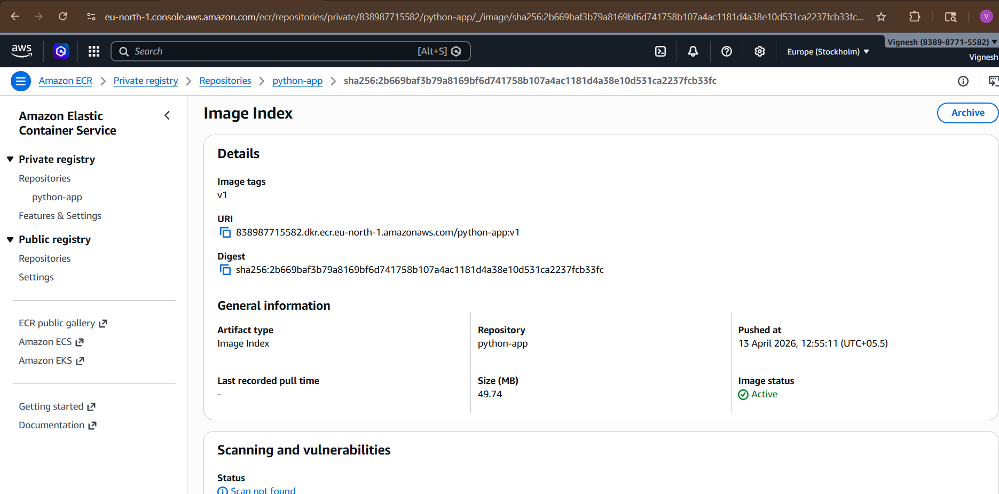 eu-north-1.console.aws.amazon.com/ecr/repositories/private/838987715582/python-app/_/image/sha256:2b669baf3b79a8169bf6d741758b107a4ac1181d4a38e10d531ca2237fcb33fc...
V
aws
Search
[Alt+S]
Europe (Stockholm)
Vignesh (8389-8771-5582)
Vignesh
Amazon ECR
Private registry
Repositories
python-app
sha256:2b669baf3b79a8169bf6d741758b107a4ac1181d4a38e10d531ca2237fcb33fc
Amazon Elastic
Container Service
Private registry
Repositories
python-app
Features & Settings
Public registry
Repositories
Settings
ECR public gallery
Amazon ECS
Amazon EKS
Getting started
Documentation
Image Index
Archive
Details
Image tags
v1
URI
838987715582.dkr.ecr.eu-north-1.amazonaws.com/python-app:v1
Digest
sha256:2b669baf3b79a8169bf6d741758b107a4ac1181d4a38e10d531ca2237fcb33fc
General information
Artifact type
Image Index
Repository
python-app
Pushed at
13 April 2026, 12:55:11 (UTC+05.5)
Last recorded pull time
-
Size (MB)
49.74
Image status
Active
Scanning and vulnerabilities
Status
Scan not found